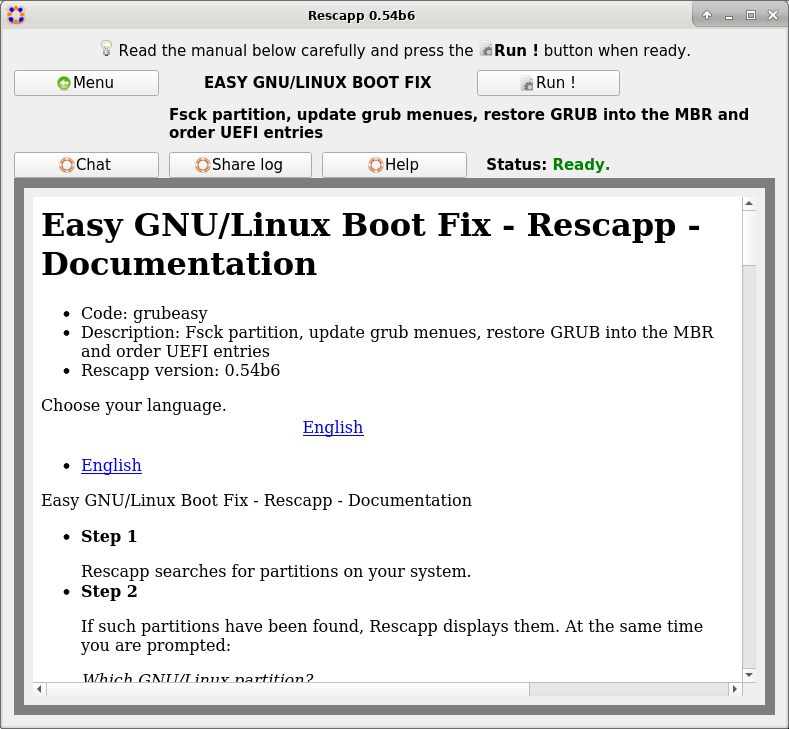 Rescapp 0.54b6
Read the manual below carefully and press the Run ! button when ready.
Menu
EASY GNU/LINUX BOOT FIX
Run !
Fsck partition, update grub menues, restore GRUB into the MBR and
order UEFI entries
Chat
Share log
Help
Status: Ready.
Easy GNU/Linux Boot Fix - Rescapp -
Documentation
Code: grubeasy
Description: Fsck partition, update grub menues, restore GRUB into the MBR
and order UEFI entries
Rescapp version: 0.54b6
Choose your language.
English
English
Easy GNU/Linux Boot Fix - Rescapp - Documentation
Step 1
Rescapp searches for partitions on your system.
Step 2
If such partitions have been found, Rescapp displays them. At the same time
you are prompted:
Which GNU/Linux partition?